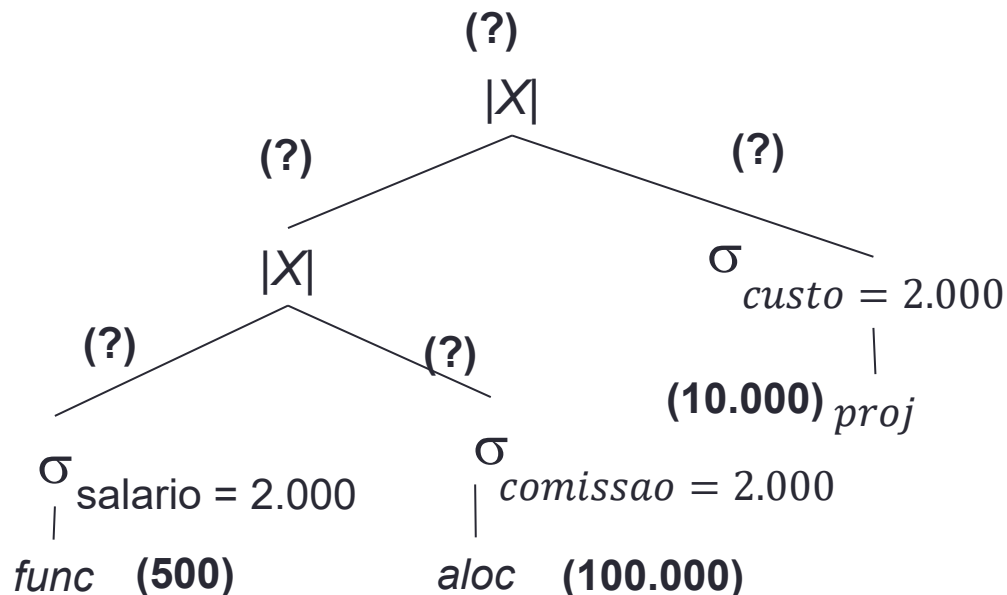 (?)
|X|
(?)
(?)
|X|
σ custo = 2.000
(?)
(?)
(10.000) proj
σ salario = 2.000
σ comissao = 2.000
func (500)
aloc (100.000)